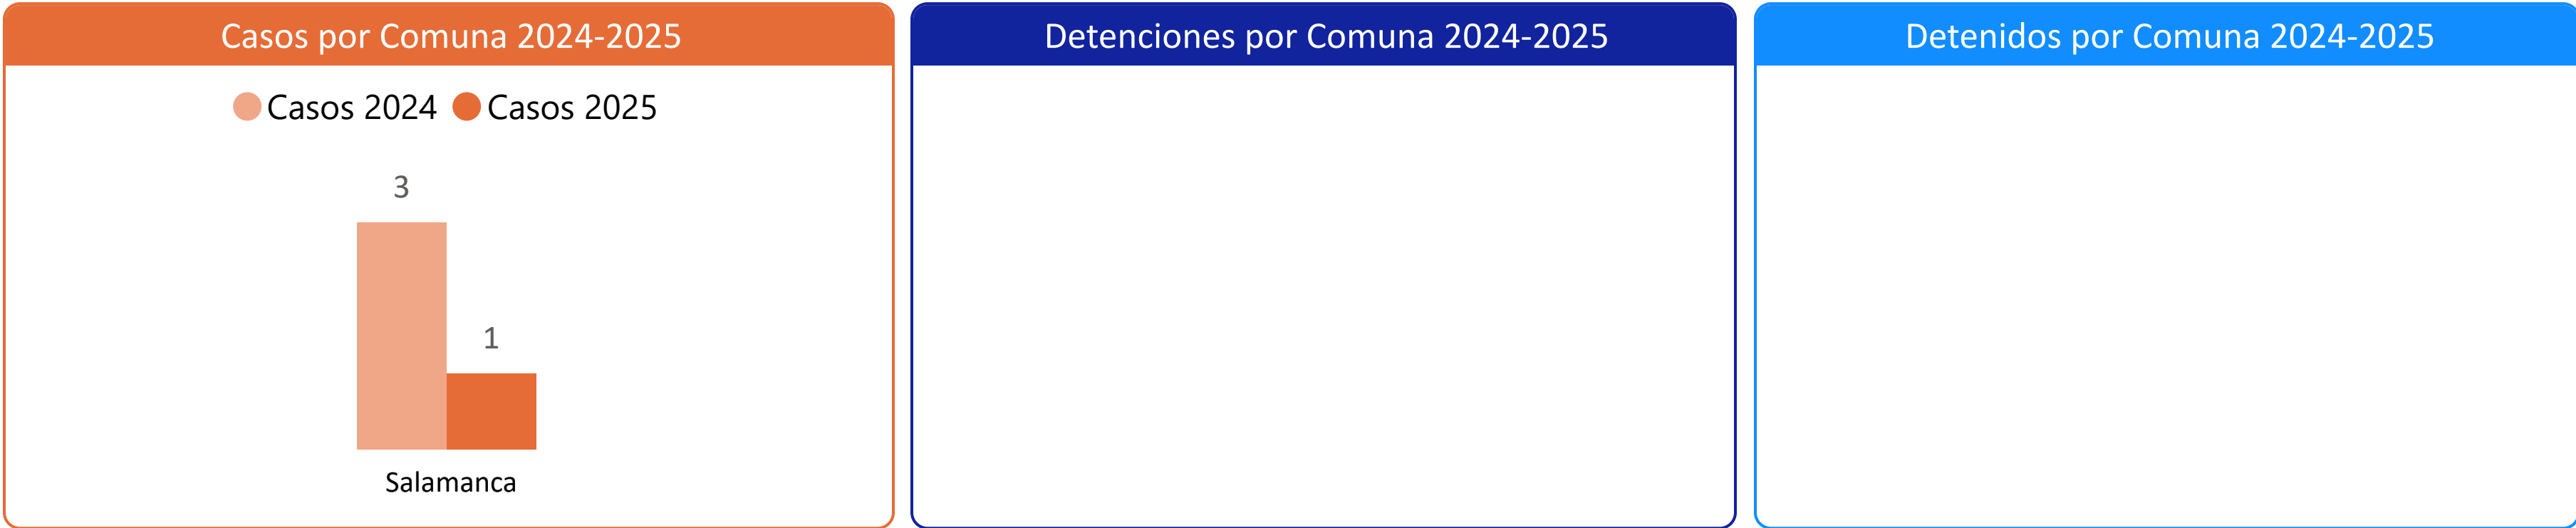 Casos por Comuna 2024-2025
Casos 2024 Casos 2025
3
1
Salamanca
Detenciones por Comuna 2024-2025
Detenidos por Comuna 2024-2025